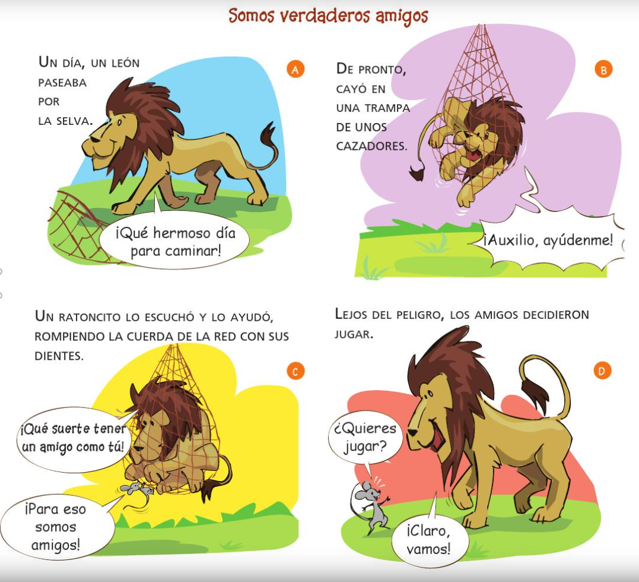 Somos verdaderos amigos
UN DÍA, UN LEÓN
PASEABA
POR
LA SELVA.
A
¡Qué hermoso día
para caminar!
DE PRONTO,
CAYÓ EN
UNA TRAMPA
DE UNOS
CAZADORES.
B
¡Auxilio, ayúdenme!
UN RATONCITO LO ESCUCHÓ Y LO AYUDÓ,
ROMPIENDO LA CUERDA DE LA RED CON SUS
DIENTES.
C
¡Qué suerte tener
un amigo como tú!
¡Para eso
somos
amigos!
LEJOS DEL PELIGRO, LOS AMIGOS DECIDIERON
JUGAR.
D
¿Quieres
jugar?
¡Claro,
vamos!